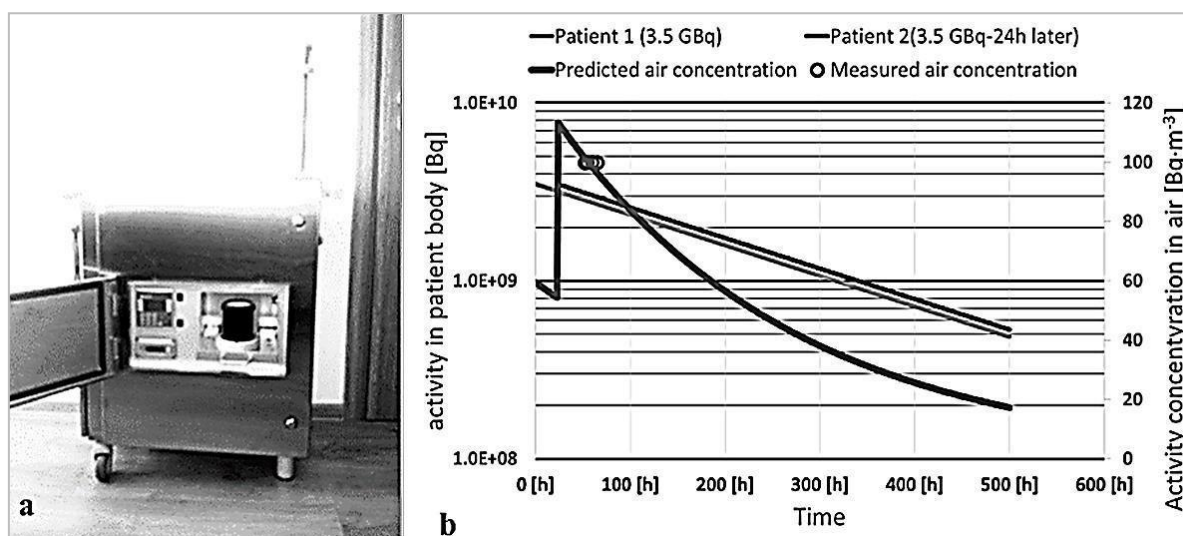 a
Patient 1 (3.5 GBq)
Patient 2(3.5 GBq-24h later)
Predicted air concentration
Measured air concentration
activity in patient body [Bq]
1.0E+10
1.0E+09
1.0E+08
120
100
80
60
40
20
0
Activity concentyration in air [Bq·m-3]
0 [h] 100 [h] 200 [h] 300 [h] 400 [h] 500 [h] 600 [h]
Time
b